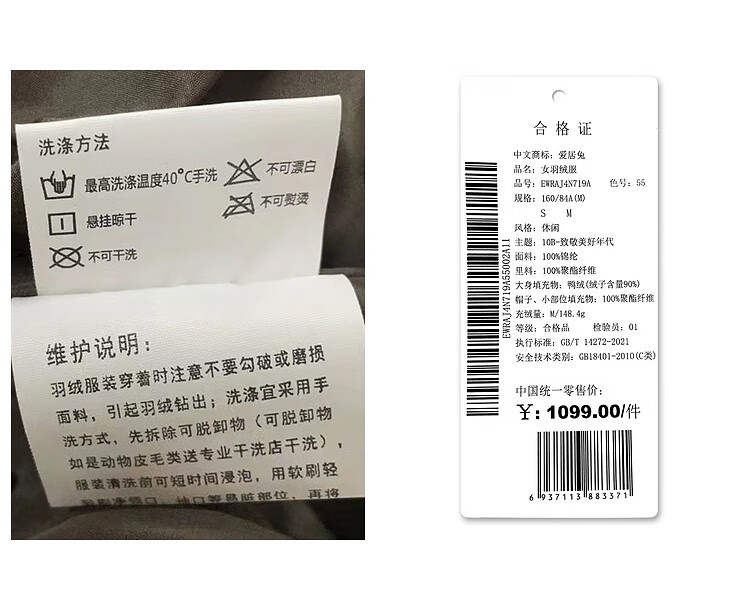 洗涤方法
最高洗涤温度40℃手洗
不可漂白
悬挂晾干
不可熨烫
不可干洗
维护说明：
羽绒服装穿着时注意不要勾破或磨损
面料，引起羽绒钻出；洗涤宜采用手
洗方式，先拆除可脱卸物（可脱卸物
如是动物皮毛类送专业干洗店干洗），
服装清洗前可短时间浸泡，用软刷轻
合格证
中文商标：爱居兔
品名：女羽绒服
品号：EWRAJ4N719A 色号：55
规格：160/84A(M)
S M
风格：休闲
主题：10B-致敬美好年代
面料：100%锦纶
里料：100%聚酯纤维
大身填充物：鸭绒(绒子含量90%)
帽子、小部位填充物：100%聚酯纤维
充绒量：M/148.4g
等级：合格品 检验员：01
执行标准：GB/T 14272-2021
安全技术类别：GB18401-2010(C类)
EWRAJ4N719A55002A11
中国统一零售价：
¥：1099.00/件
6 937113 883371